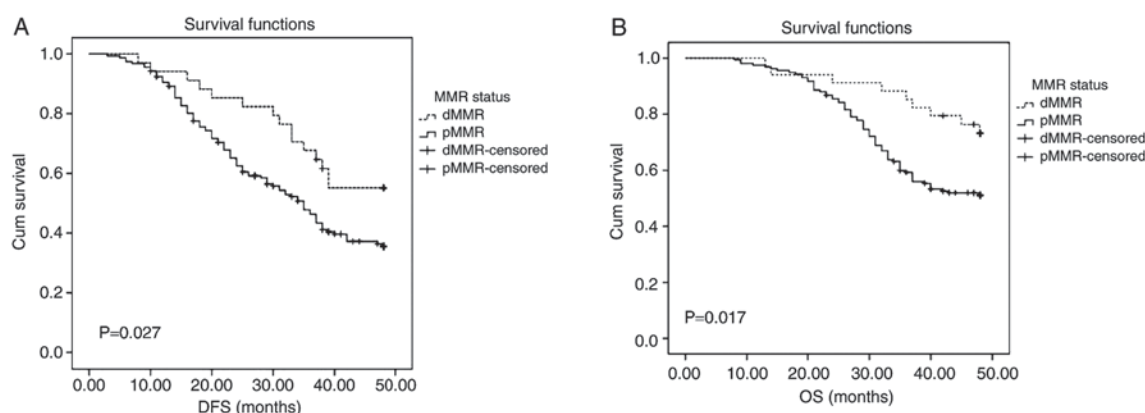 A
Survival functions
1.0
0.8
0.6
0.4
0.2
0.0
Cum survival
P=0.027
0.00 10.00 20.00 30.00 40.00 50.00
DFS (months)
MMR status
dMMR
pMMR
dMMR-censored
pMMR-censored
B
Survival functions
1.0
0.8
0.6
0.4
0.2
0.0
Cum survival
P=0.017
0.00 10.00 20.00 30.00 40.00 50.00
OS (months)
MMR status
dMMR
pMMR
dMMR-censored
pMMR-censored